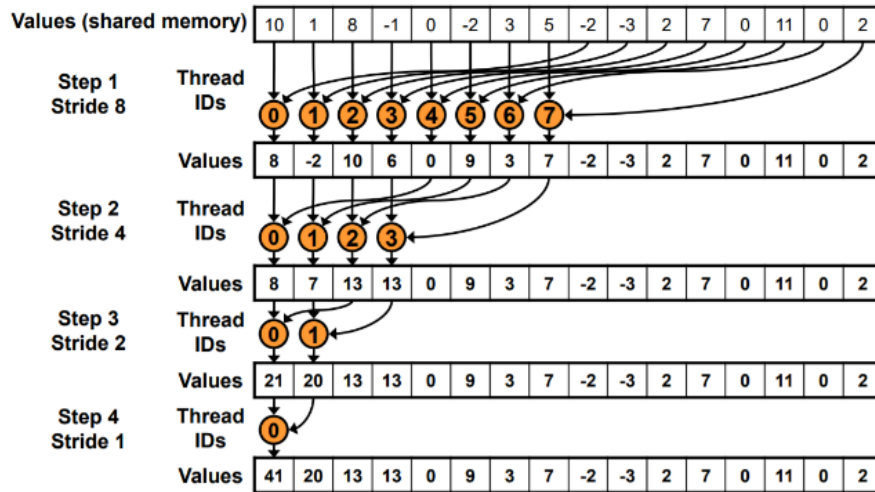 Values (shared memory) 10 1 8 -1 0 -2 3 5 -2 -3 2 7 0 11 0 2
Step 1 Thread
Stride 8 IDs
0 1 2 3 4 5 6 7
Values 8 -2 10 6 0 9 3 7 -2 -3 2 7 0 11 0 2
Step 2 Thread
Stride 4 IDs
0 1 2 3
Values 8 7 13 13 0 9 3 7 -2 -3 2 7 0 11 0 2
Step 3 Thread
Stride 2 IDs
0 1
Values 21 20 13 13 0 9 3 7 -2 -3 2 7 0 11 0 2
Step 4 Thread
Stride 1 IDs
0
Values 41 20 13 13 0 9 3 7 -2 -3 2 7 0 11 0 2